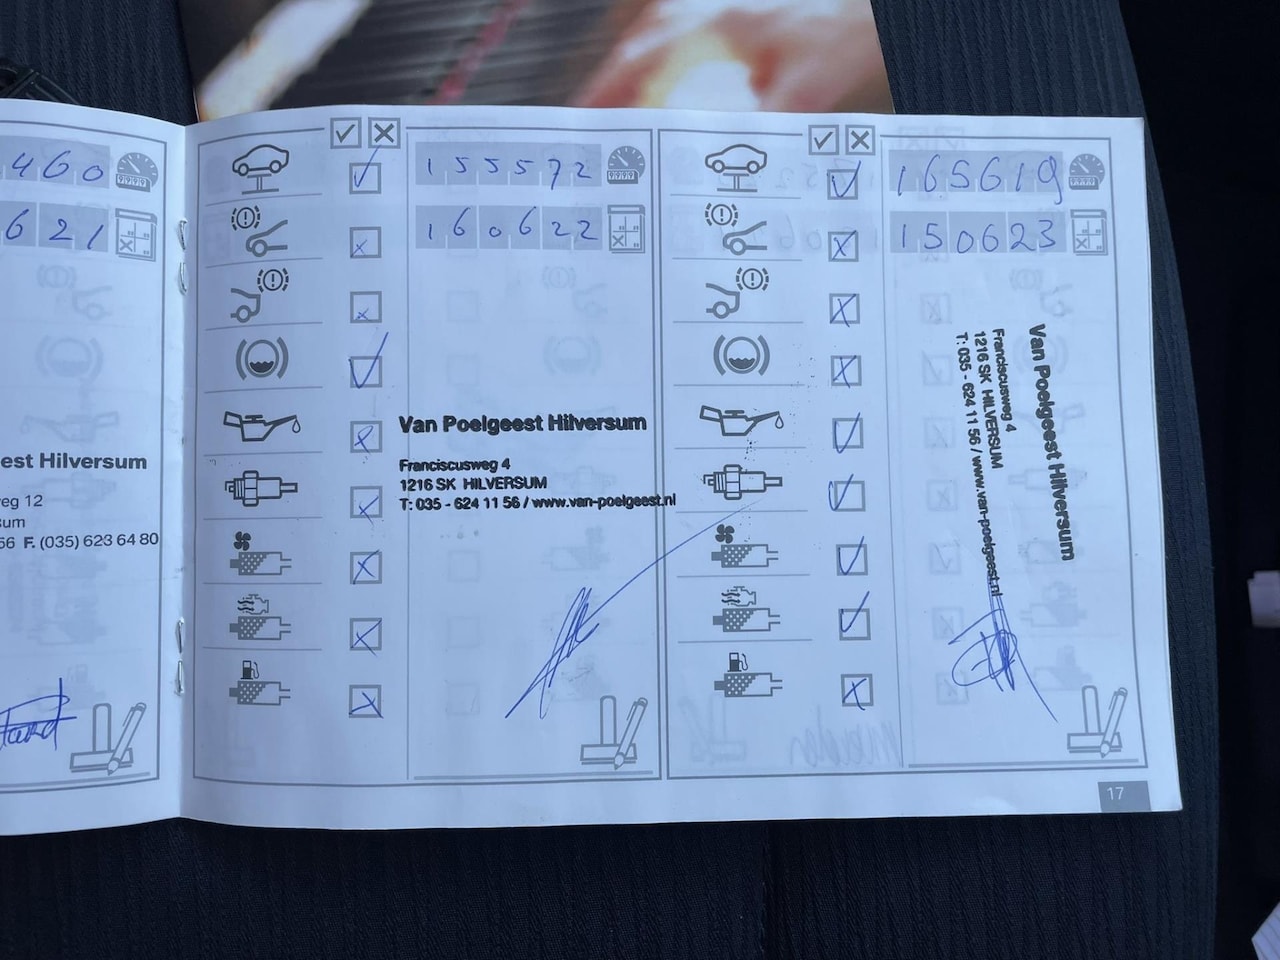 460
621
est Hilversum
eg 12
sum
56 F. (035) 623 64 80
155572
160622
Van Poelgeest Hilversum
Franciscusweg 4
1216 SK HILVERSUM
T: 035 - 624 11 56 / www.van-poelgeest.nl
165619
150623
Van Poelgeest Hilversum
Franciscusweg 4
1216 SK HILVERSUM
T: 035 - 624 11 56 / www.van-poelgeest.nl
17